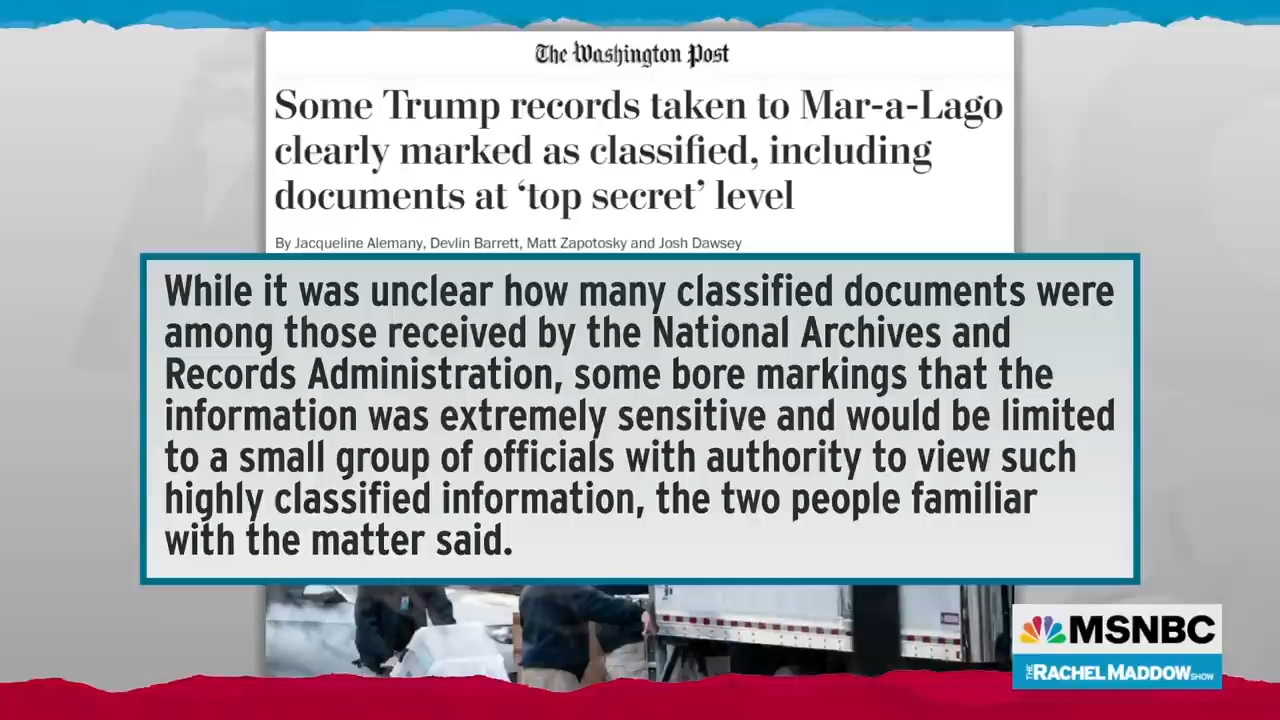 The Washington Post
Some Trump records taken to Mar-a-Lago
clearly marked as classified, including
documents at ‘top secret’ level
By Jacqueline Alemany, Devlin Barrett, Matt Zapotosky and Josh Dawsey
While it was unclear how many classified documents were
among those received by the National Archives and
Records Administration, some bore markings that the
information was extremely sensitive and would be limited
to a small group of officials with authority to view such
highly classified information, the two people familiar
with the matter said.
MSNBC
THE RACHEL MADDOW SHOW